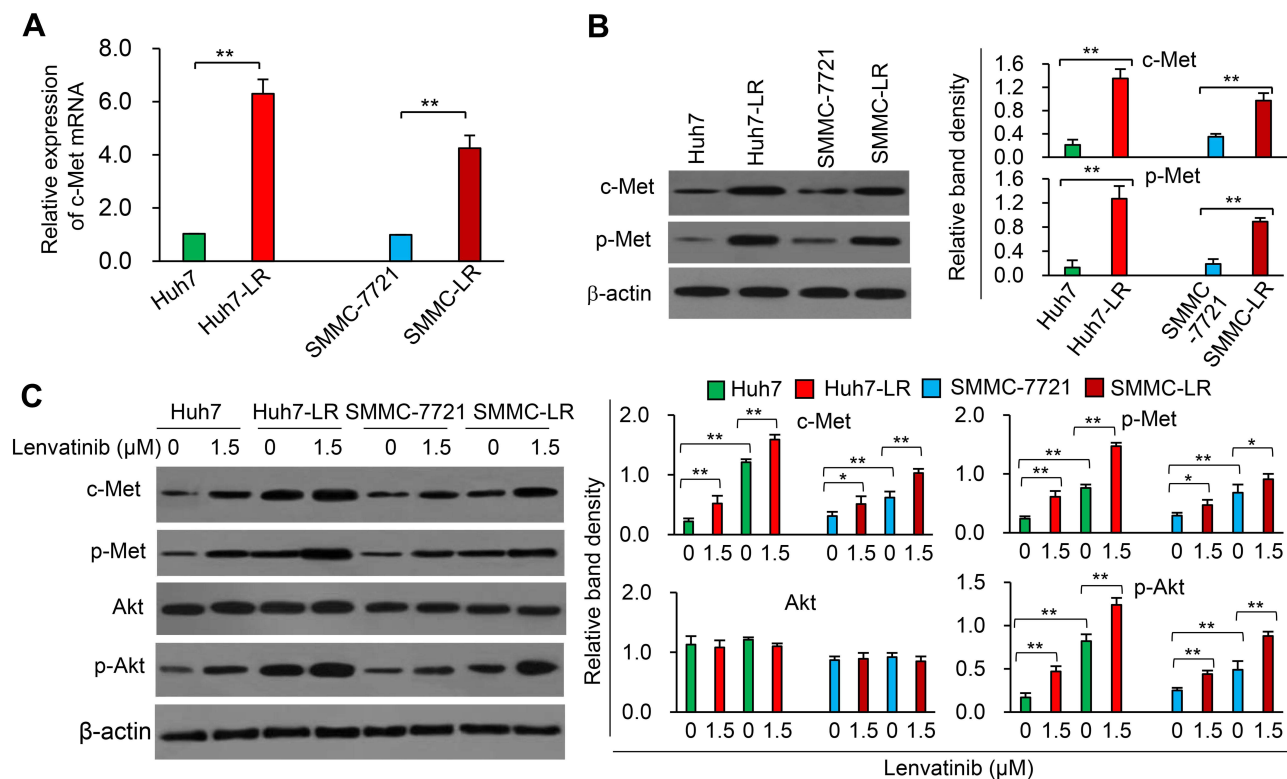 A
Relative expression
of c-Met mRNA
8.0
6.0
4.0
2.0
0.0
**
**
Huh7
Huh7-LR
SMMC-7721
SMMC-LR
B
Huh7
Huh7-LR
SMMC-7721
SMMC-LR
c-Met
p-Met
β-actin
Relative band density
c-Met
1.6
1.2
0.8
0.4
0.0
**
**
p-Met
1.6
1.2
0.8
0.4
0.0
**
**
Huh7
Huh7-LR
SMMC
-7721
SMMC-LR
C
Huh7 Huh7-LR SMMC-7721 SMMC-LR
Lenvatinib (µM) 0 1.5 0 1.5 0 1.5 0 1.5
c-Met
p-Met
Akt
p-Akt
β-actin
Huh7 Huh7-LR SMMC-7721 SMMC-LR
Relative band density
c-Met
2.0
1.0
0.0
** ** ** * ** **
0 1.5 0 1.5 0 1.5 0 1.5
p-Met
2.0
1.0
0.0
** ** ** * ** *
0 1.5 0 1.5 0 1.5 0 1.5
Akt
2.0
1.0
0.0
0 1.5 0 1.5 0 1.5 0 1.5
p-Akt
1.5
1.0
0.5
0.0
** ** ** ** ** **
0 1.5 0 1.5 0 1.5 0 1.5
Lenvatinib (µM)